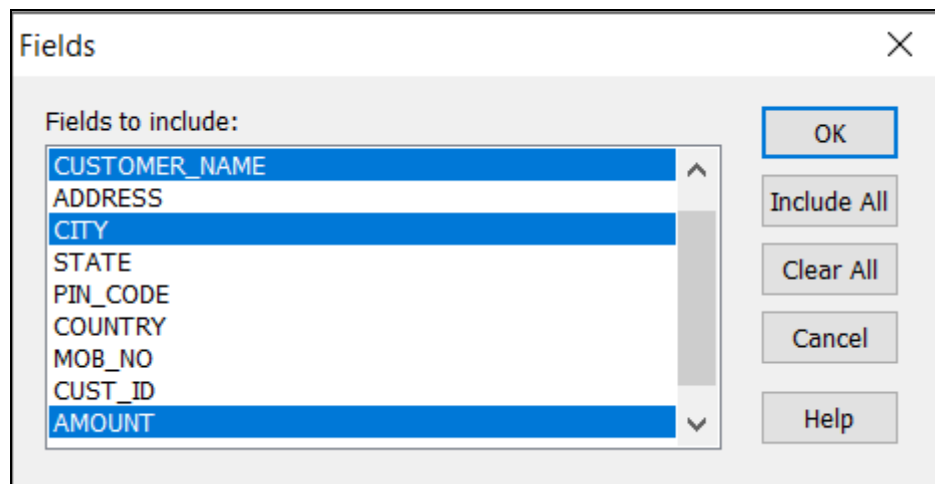 Fields
Fields to include:
CUSTOMER_NAME
ADDRESS
CITY
STATE
PIN_CODE
COUNTRY
MOB_NO
CUST_ID
AMOUNT
OK
Include All
Clear All
Cancel
Help